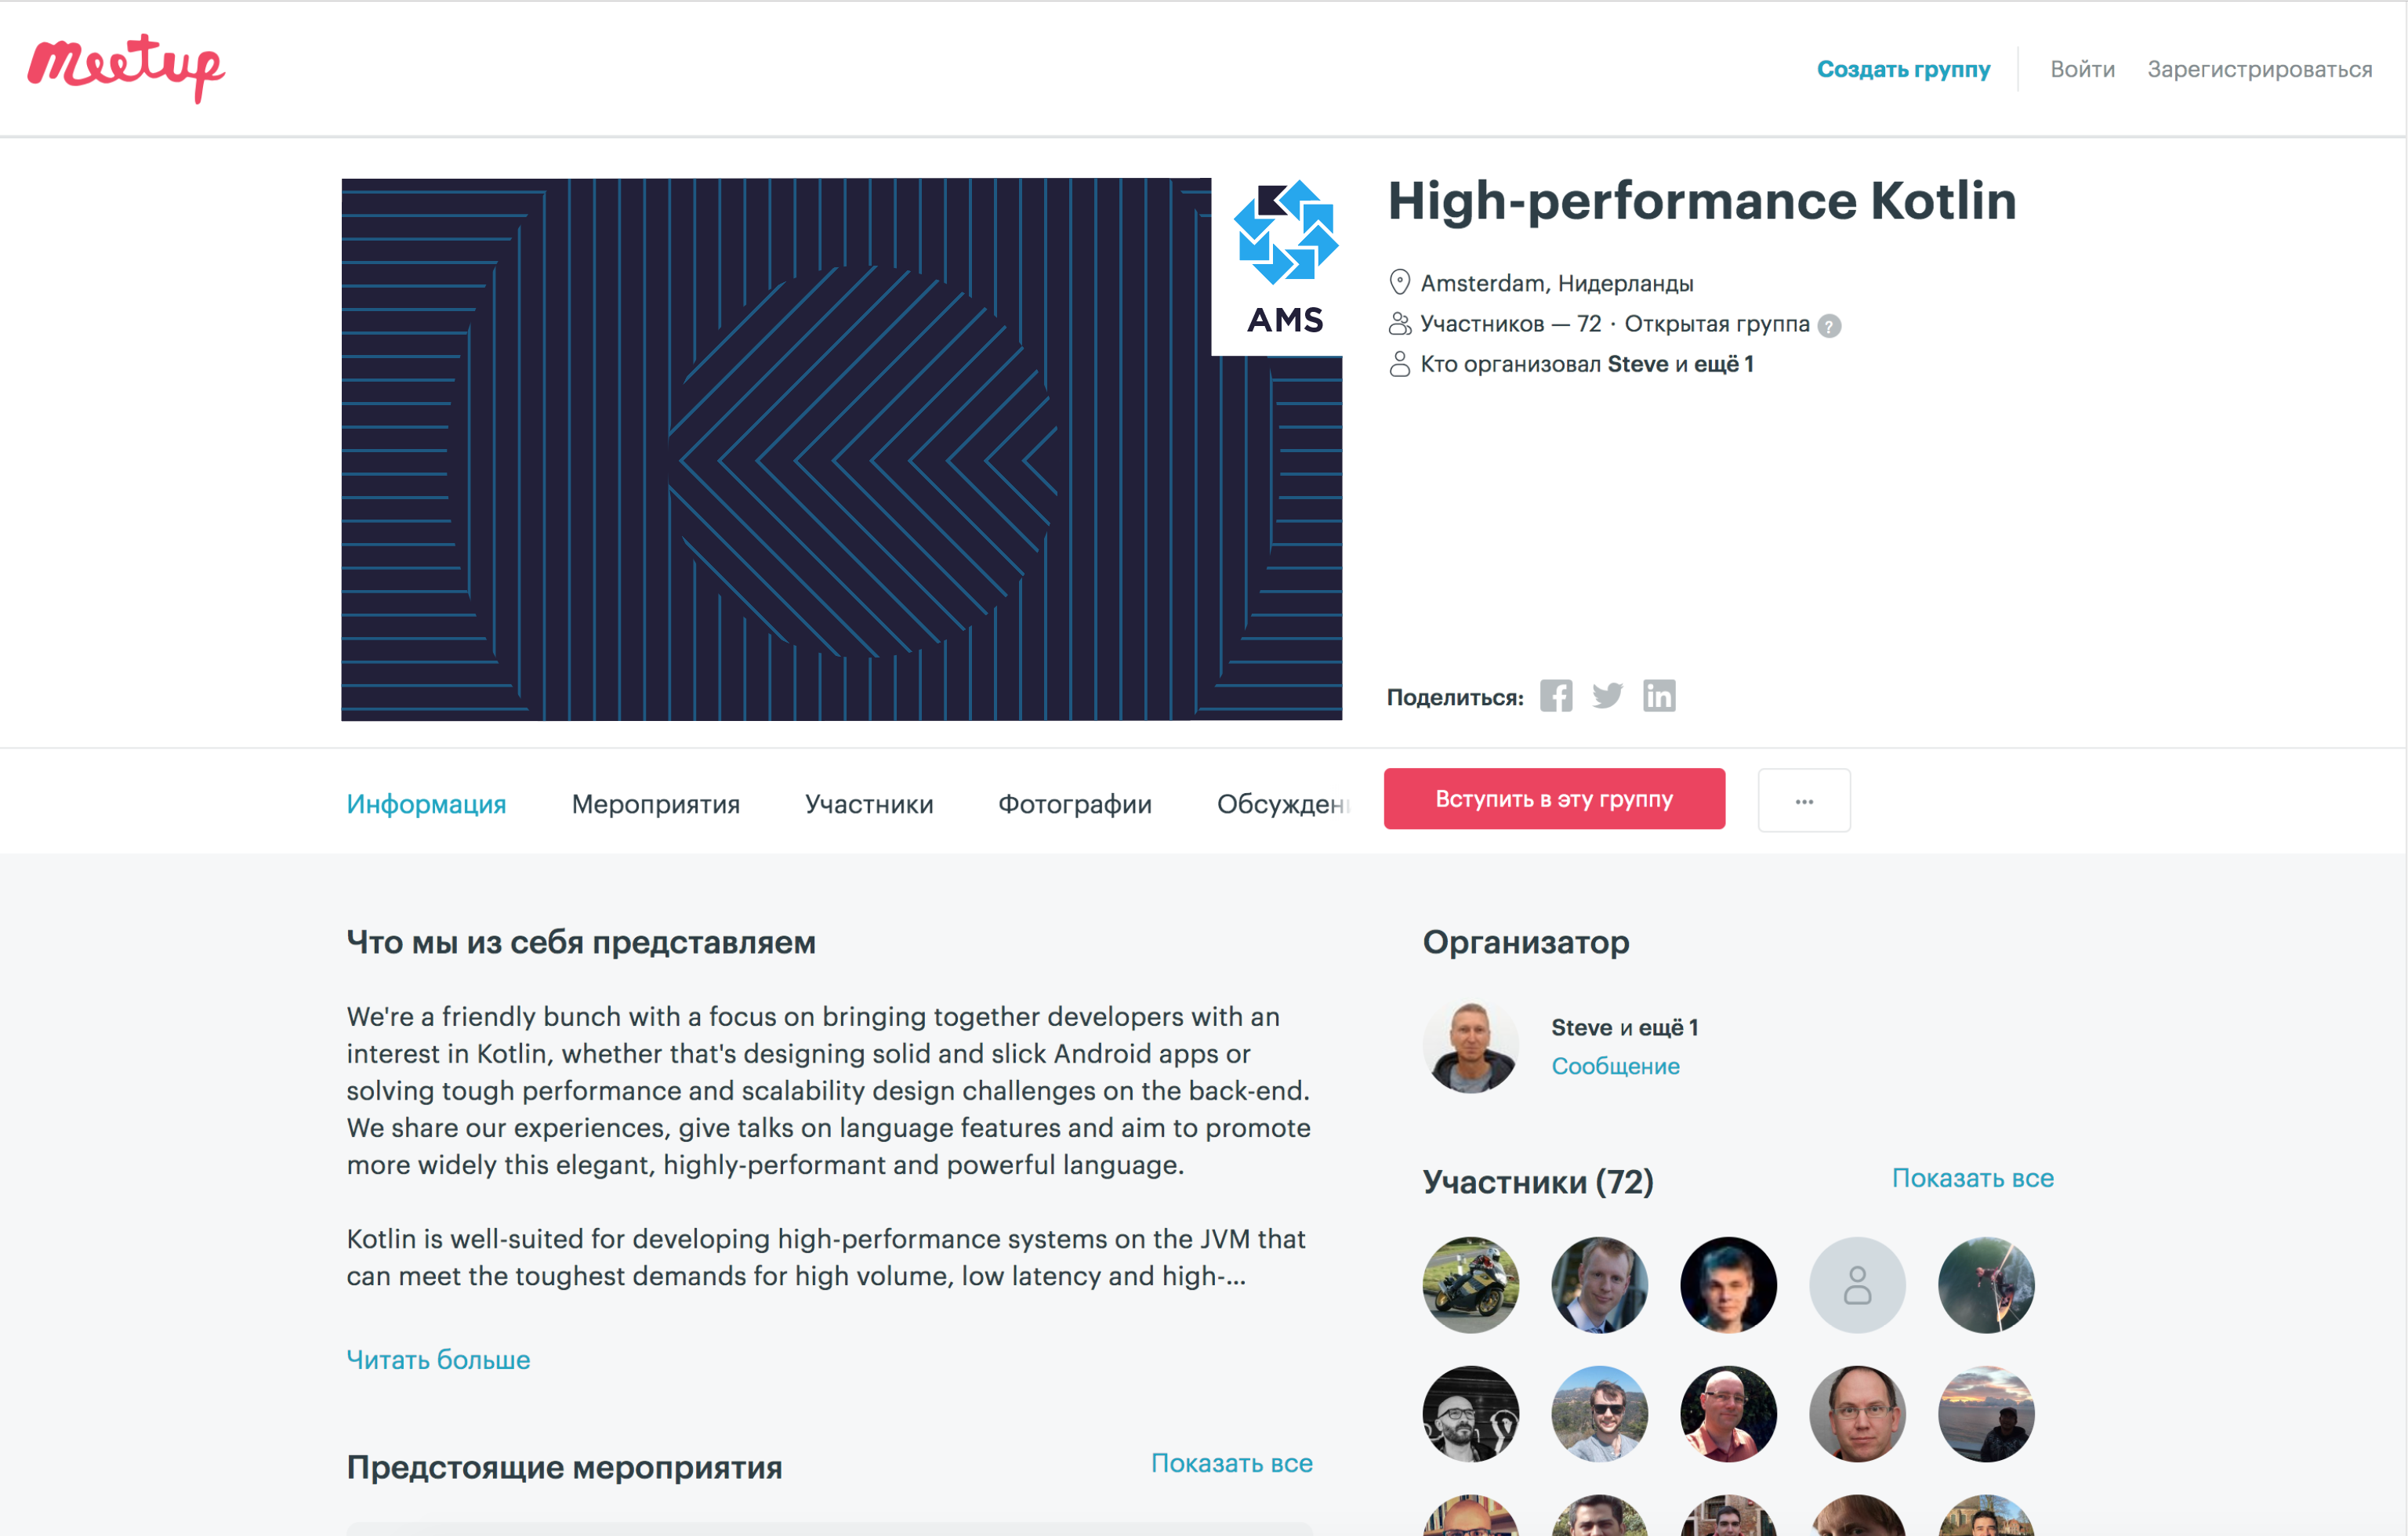 meetup
Создать группу
Войти
Зарегистрироваться
AMS
High-performance Kotlin
Amsterdam, Нидерланды
Участников — 72 · Открытая группа ?
Кто организовал Steve и ещё 1
Поделиться:
Информация
Мероприятия
Участники
Фотографии
Обсужден
Вступить в эту группу
...
Что мы из себя представляем
We're a friendly bunch with a focus on bringing together developers with an
interest in Kotlin, whether that's designing solid and slick Android apps or
solving tough performance and scalability design challenges on the back-end.
We share our experiences, give talks on language features and aim to promote
more widely this elegant, highly-performant and powerful language.
Kotlin is well-suited for developing high-performance systems on the JVM that
can meet the toughest demands for high volume, low latency and high-...
Читать больше
Предстоящие мероприятия
Показать все
Организатор
Steve и ещё 1
Сообщение
Участники (72)
Показать все